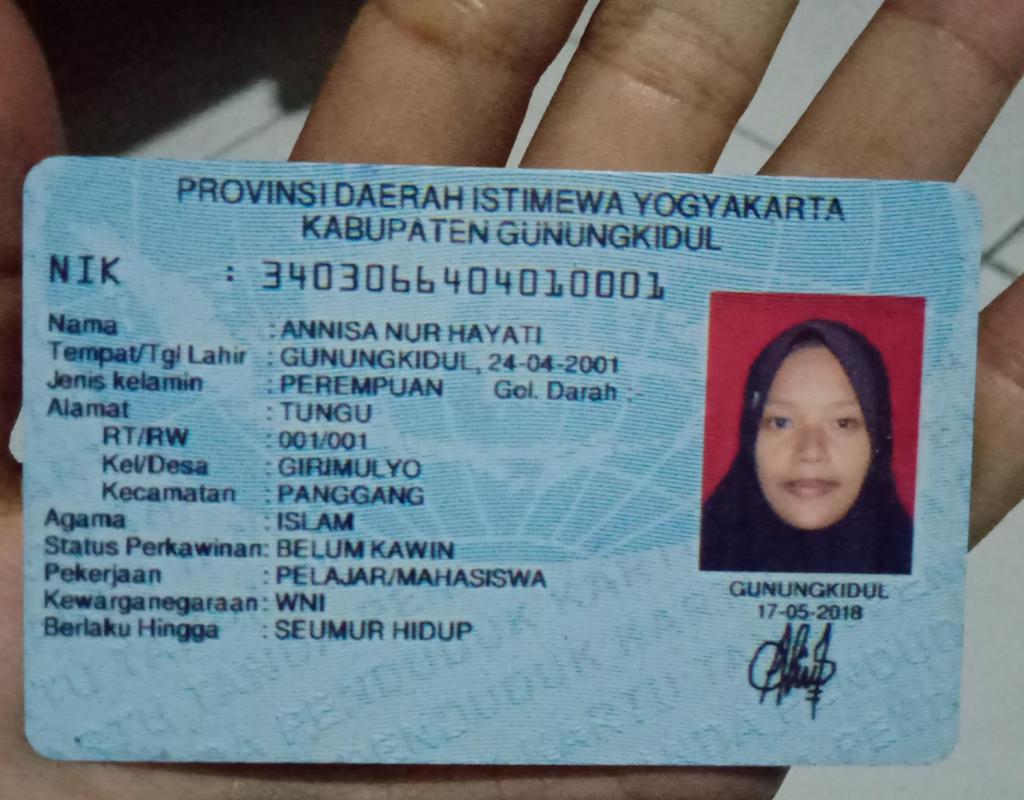 PROVINSI DAERAH ISTIMEWA YOGYAKARTA
KABUPATEN GUNUNGKIDUL
NIK : 3403066404010001
Nama : ANNISA NUR HAYATI
Tempat/Tgl Lahir : GUNUNGKIDUL, 24-04-2001
Jenis kelamin : PEREMPUAN Gol. Darah :-
Alamat : TUNGU
RT/RW : 001/001
Kel/Desa : GIRIMULYO
Kecamatan : PANGGANG
Agama : ISLAM
Status Perkawinan: BELUM KAWIN
Pekerjaan : PELAJAR/MAHASISWA
Kewarganegaraan: WNI
Berlaku Hingga : SEUMUR HIDUP
GUNUNGKIDUL
17-05-2018